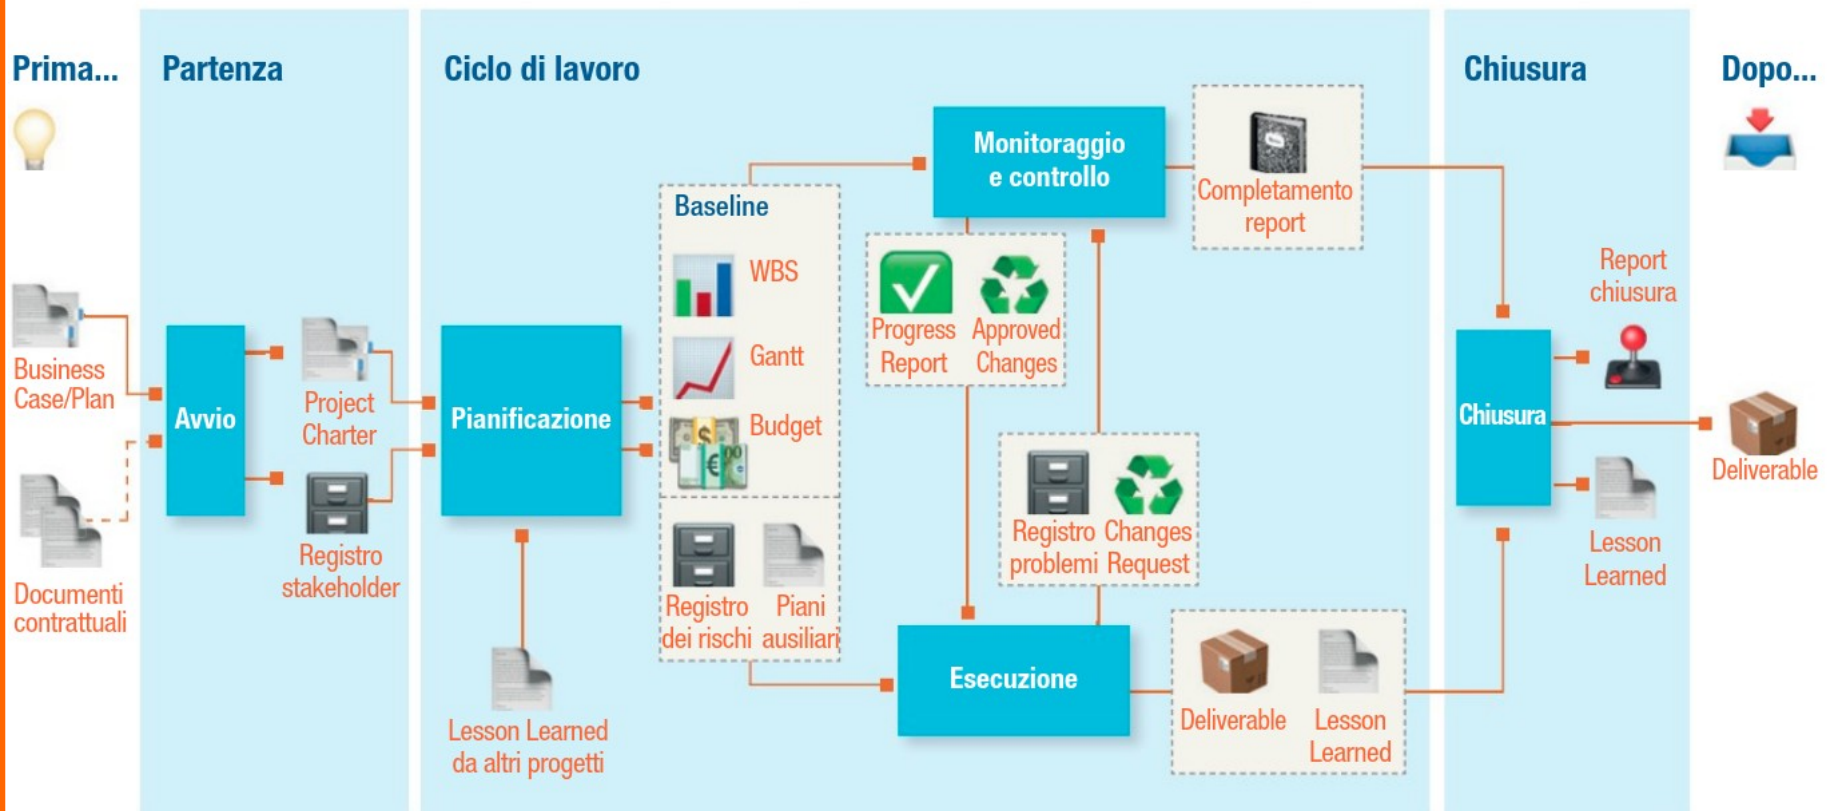 Prima...
Partenza
Ciclo di lavoro
Chiusura
Dopo...
Business
Case/Plan
Documenti
contrattuali
Avvio
Project
Charter
Registro
stakeholder
Pianificazione
Lesson Learned
da altri progetti
Baseline
WBS
Gantt
Budget
Registro
dei rischi
Piani
ausiliari
Monitoraggio
e controllo
Progress
Report
Approved
Changes
Registro
problemi
Changes
Request
Esecuzione
Completamento
report
Deliverable
Lesson
Learned
Chiusura
Report
chiusura
Lesson
Learned
Deliverable